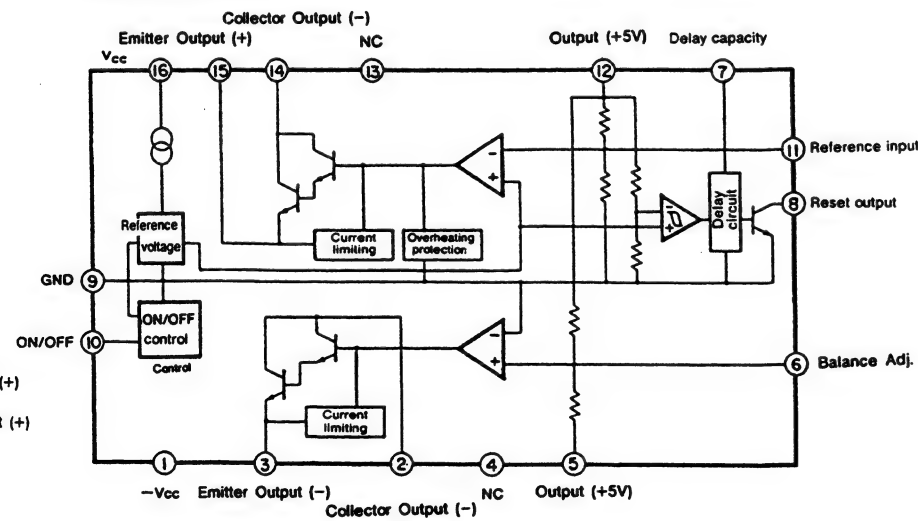 Collector Output (-)
Emitter Output (+)
NC
Output (+5V)
Delay capacity
Vcc
16
15
14
13
12
7
11 Reference input
8 Reset output
Reference
voltage
Current
limiting
Overheating
protection
Delay
circuit
GND 9
ON/OFF 10
ON/OFF
control
Control
6 Balance Adj.
(+)
(+)
Current
limiting
1
3
2
4
5
-Vcc
Emitter Output (-)
NC
Output (+5V)
Collector Output (-)